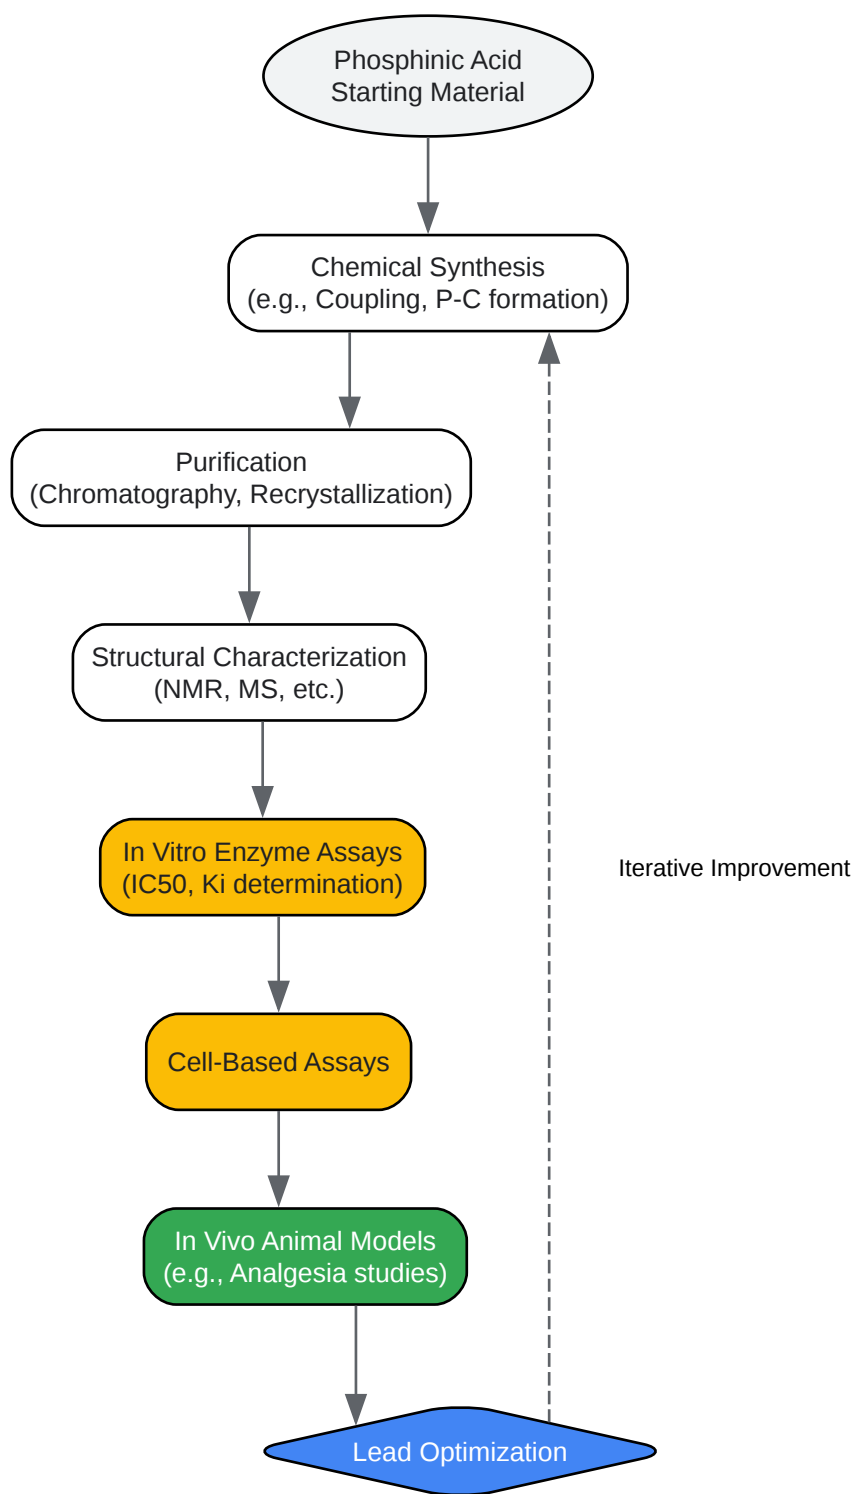 Phosphinic Acid
Starting Material
Chemical Synthesis
(e.g., Coupling, P-C formation)
Purification
(Chromatography, Recrystallization)
Structural Characterization
(NMR, MS, etc.)
In Vitro Enzyme Assays
(IC50, Ki determination)
Iterative Improvement
Cell-Based Assays
In Vivo Animal Models
(e.g., Analgesia studies)
Lead Optimization